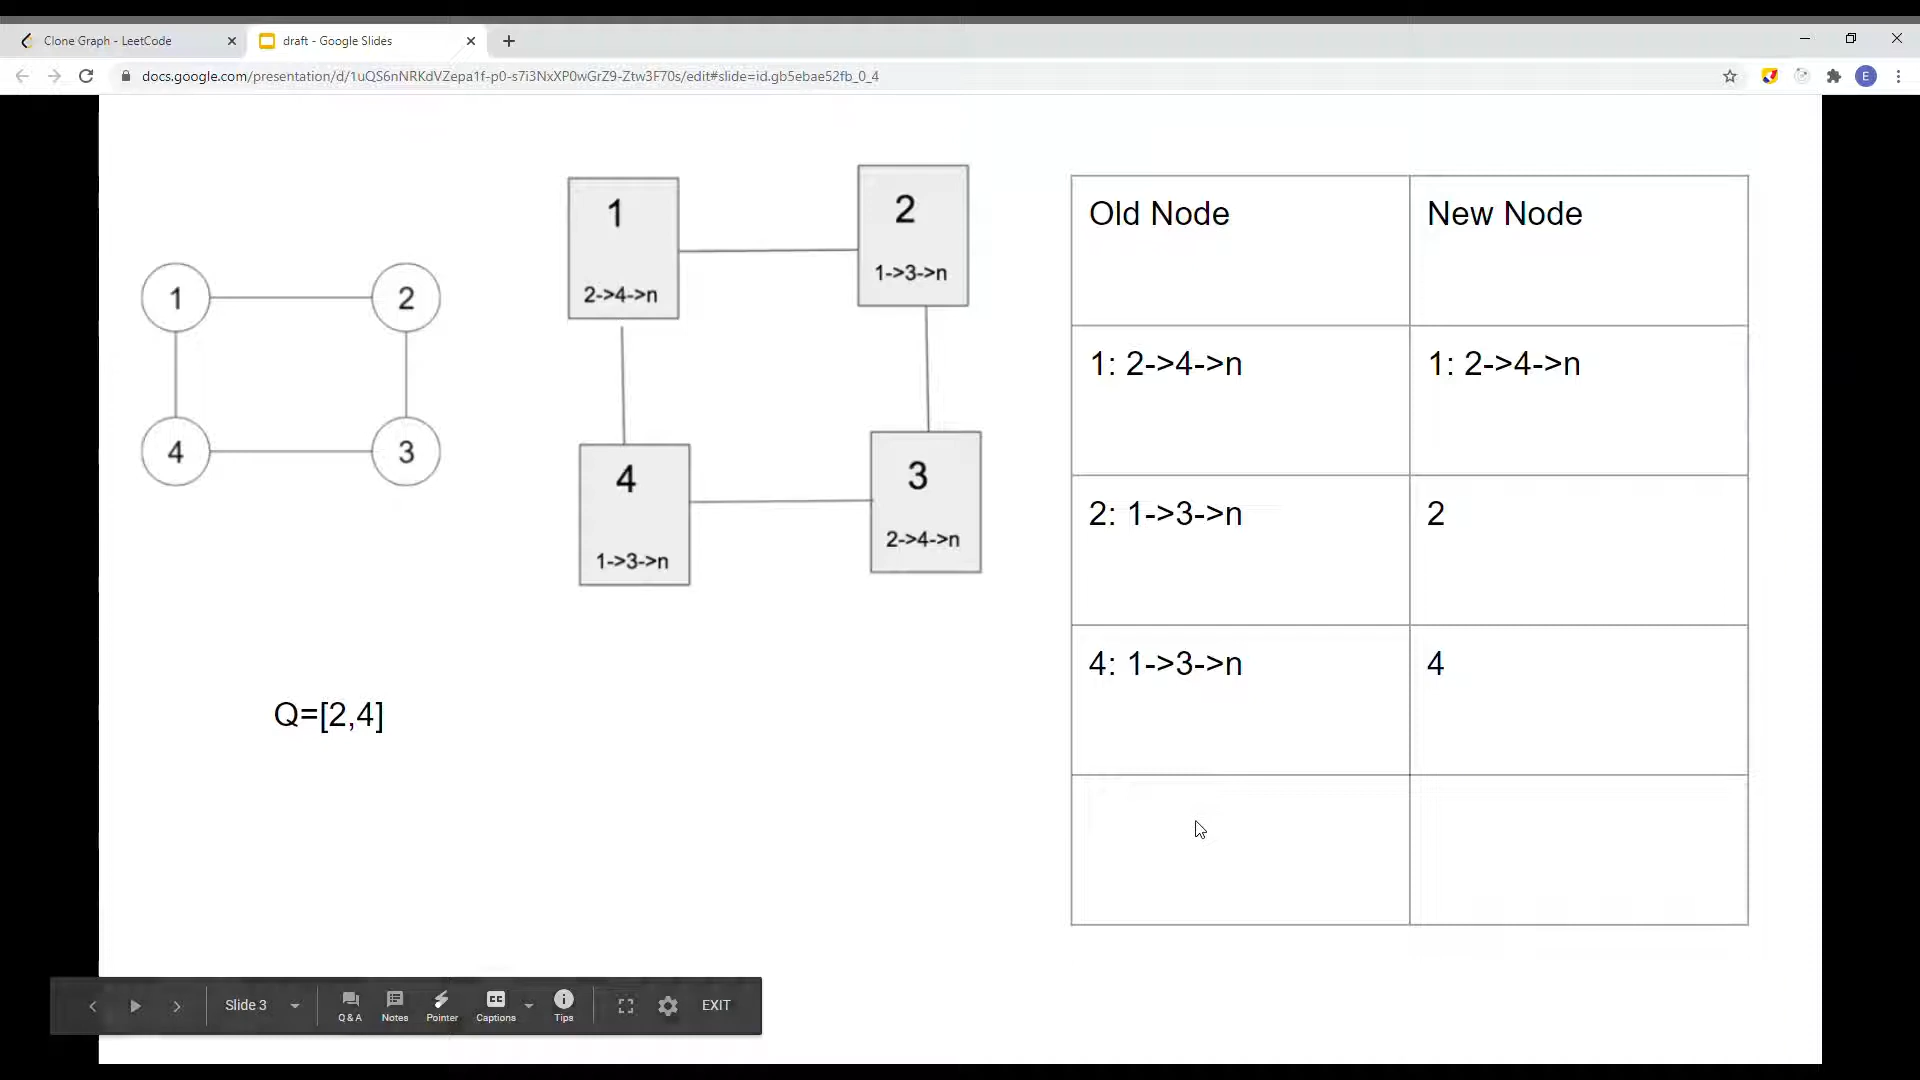 Clone Graph - LeetCode
draft - Google Slides
docs.google.com/presentation/d/1uQS6nNRKdVZepa1f-p0-s7i3NxXP0wGrZ9-Ztw3F70s/edit#slide=id.gb5ebae52fb_0_4
E
1
2
4
3
1
2->4->n
2
1->3->n
4
1->3->n
3
2->4->n
Q=[2,4]
Old Node
New Node
1: 2->4->n
1: 2->4->n
2: 1->3->n
2
4: 1->3->n
4
Slide 3
Q & A
Notes
Pointer
CC
Captions
Tips
EXIT